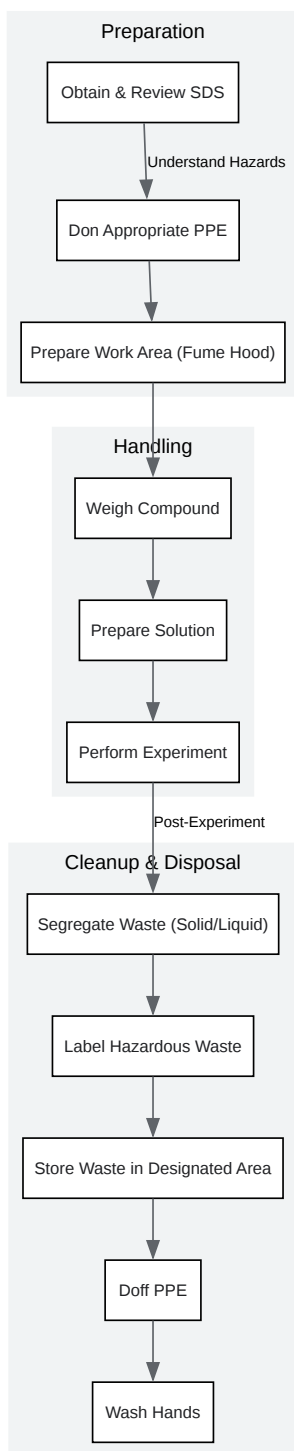 Preparation
Obtain & Review SDS
Understand Hazards
Don Appropriate PPE
Prepare Work Area (Fume Hood)
Handling
Weigh Compound
Prepare Solution
Perform Experiment
Post-Experiment
Cleanup & Disposal
Segregate Waste (Solid/Liquid)
Label Hazardous Waste
Store Waste in Designated Area
Doff PPE
Wash Hands